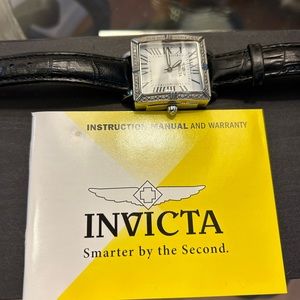 INSTRUCTION MANUAL AND WARRANTY
INVICTA
Smarter by the Second.